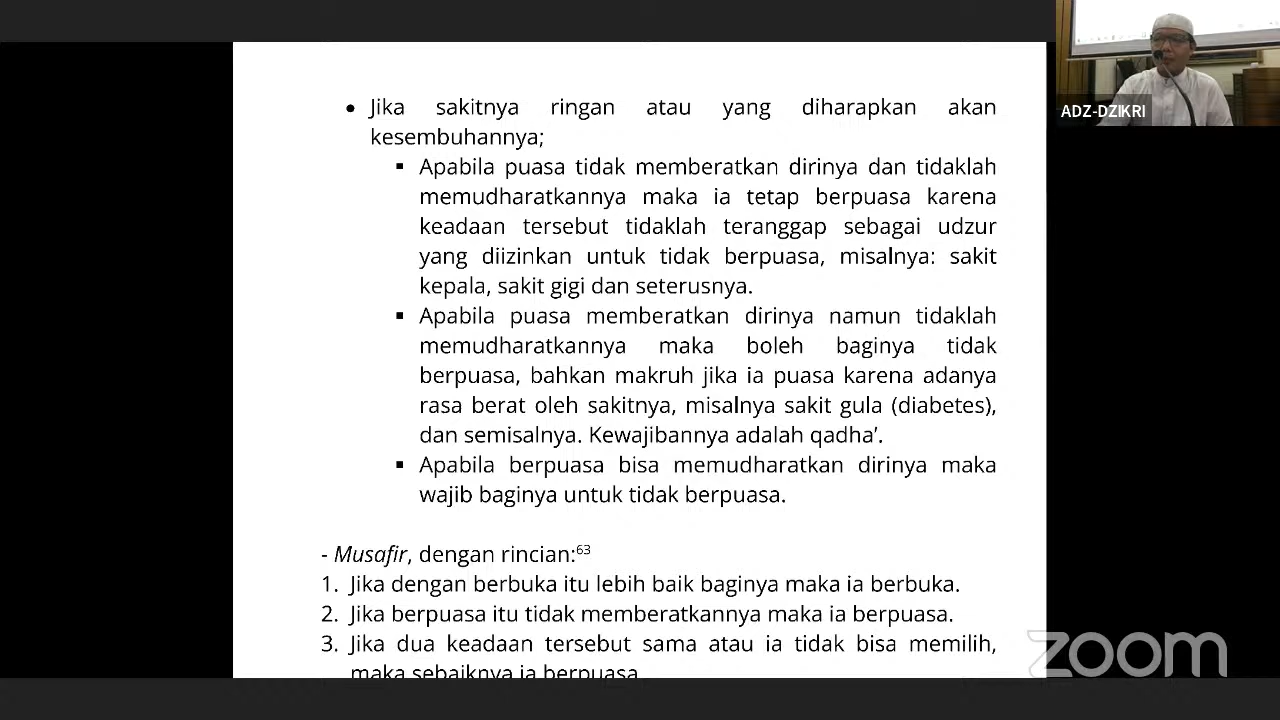 • Jika sakitnya ringan atau yang diharapkan akan
kesembuhannya;
▪ Apabila puasa tidak memberatkan dirinya dan tidaklah
memudharatkannya maka ia tetap berpuasa karena
keadaan tersebut tidaklah teranggap sebagai udzur
yang diizinkan untuk tidak berpuasa, misalnya: sakit
kepala, sakit gigi dan seterusnya.
▪ Apabila puasa memberatkan dirinya namun tidaklah
memudharatkannya maka boleh baginya tidak
berpuasa, bahkan makruh jika ia puasa karena adanya
rasa berat oleh sakitnya, misalnya sakit gula (diabetes),
dan semisalnya. Kewajibannya adalah qadha’.
▪ Apabila berpuasa bisa memudharatkan dirinya maka
wajib baginya untuk tidak berpuasa.
- Musafir, dengan rincian:63
1. Jika dengan berbuka itu lebih baik baginya maka ia berbuka.
2. Jika berpuasa itu tidak memberatkannya maka ia berpuasa.
3. Jika dua keadaan tersebut sama atau ia tidak bisa memilih,
maka sebaiknya ia berpuasa.
ADZ-DZIKRI
zoom